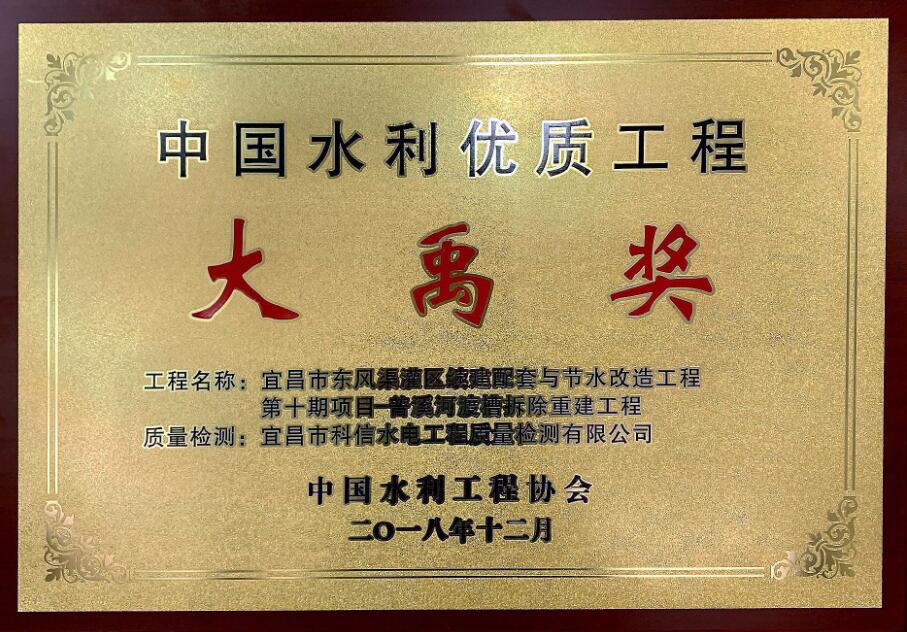 中国水利优质工程
大禹奖
工程名称：宜昌市东风渠灌区续建配套与节水改造工程
第十期项目-普溪河渡槽拆除重建工程
质量检测：宜昌市科信水电工程质量检测有限公司
中国水利工程协会
二〇一八年十二月